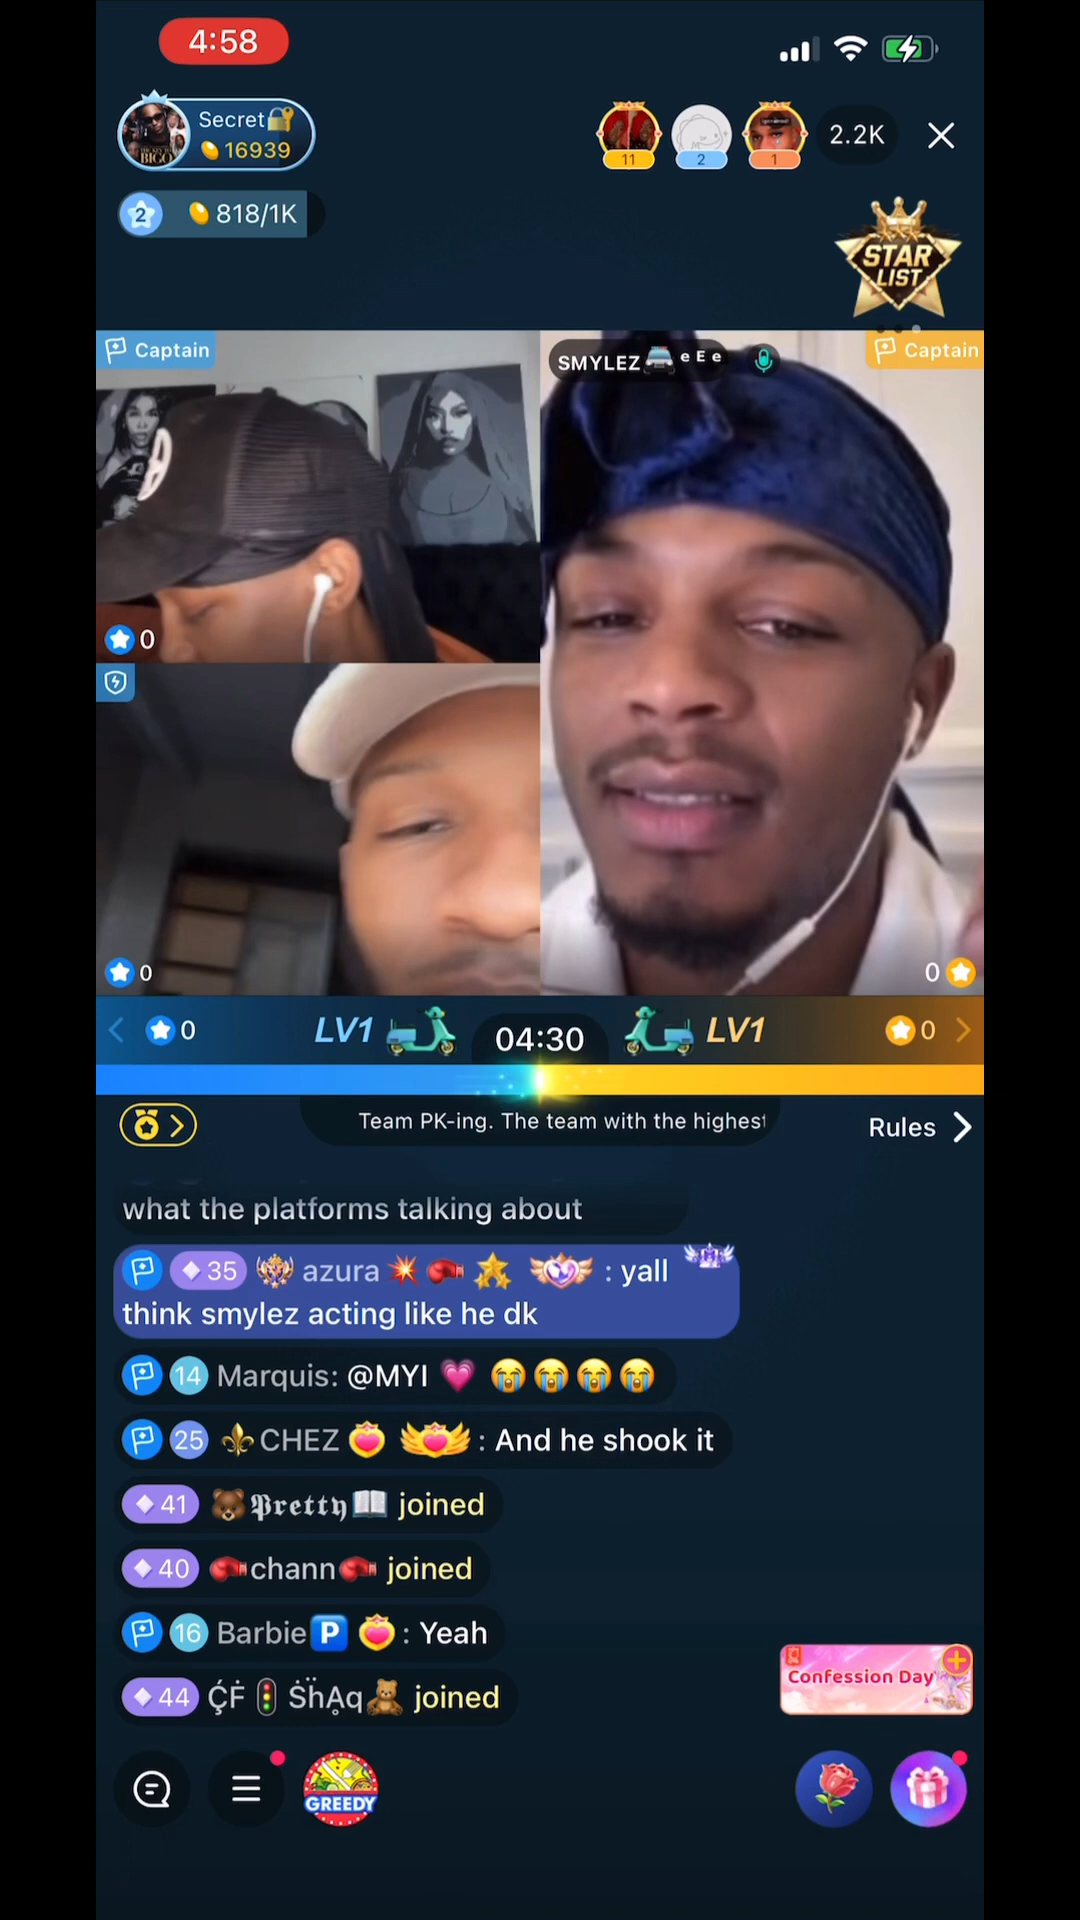 4:58
Secret
16939
BIGO
11
2
1
2.2K
2
818/1K
STAR
LIST
Captain
SMYLEZ e E e
Captain
0
0
0
0
LV1
04:30
LV1
0
Team PK-ing. The team with the highest
Rules
what the platforms talking about
35 azura : yall
think smylez acting like he dk
14 Marquis: @MYI 💗 😭😭😭😭
25 ⚜CHEZ : And he shook it
41 🐻𝕻𝖗𝖊𝖙𝖙𝖞📖 joined
40 🥊chann🥊 joined
16 Barbie🅿 : Yeah
44 ÇF🚦ShAq🧸 joined
Confession Day
GREEDY